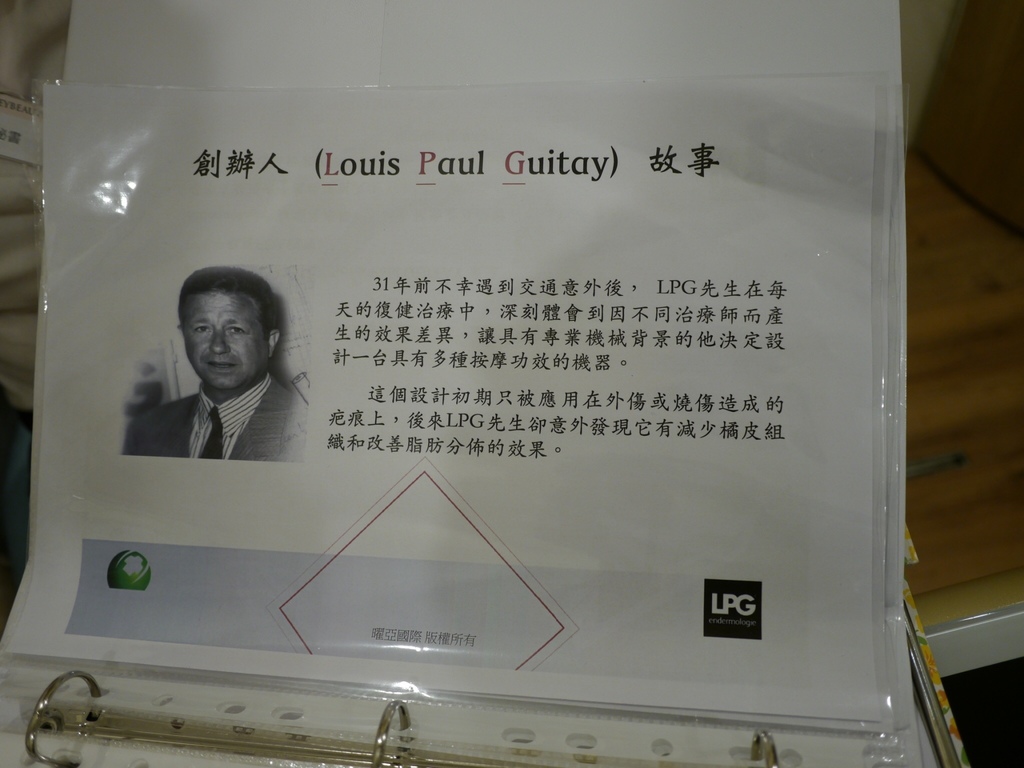 創辦人 (Louis Paul Guitay) 故事
31年前不幸遇到交通意外後， LPG先生在每
天的復健治療中，深刻體會到因不同治療師而產
生的效果差異，讓具有專業機械背景的他決定設
計一台具有多種按摩功效的機器。
這個設計初期只被應用在外傷或燒傷造成的
疤痕上，後來LPG先生卻意外發現它有減少橘皮組
織和改善脂肪分佈的效果。
曜亞國際 版權所有
LPG
endermologie